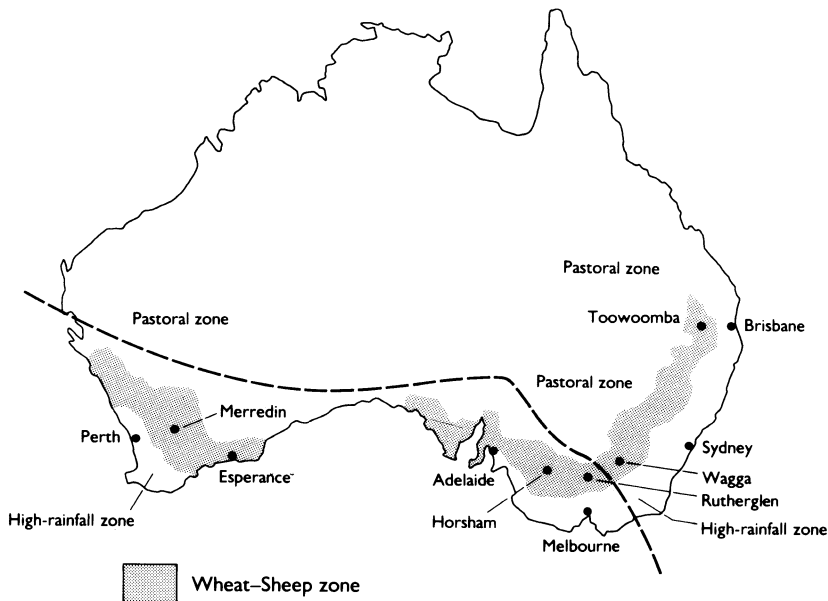 Pastoral zone
Pastoral zone
Toowoomba
Brisbane
Pastoral zone
Merredin
Perth
Sydney
Esperance
Adelaide
Wagga
Rutherglen
High-rainfall zone
Horsham
High-rainfall zone
Melbourne
Wheat–Sheep zone